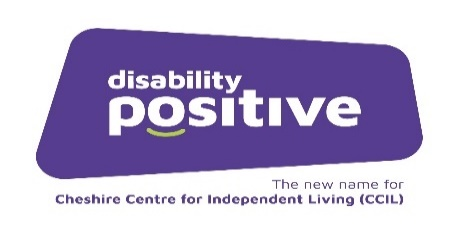 disability
positive
The new name for
Cheshire Centre for Independent Living (CCIL)